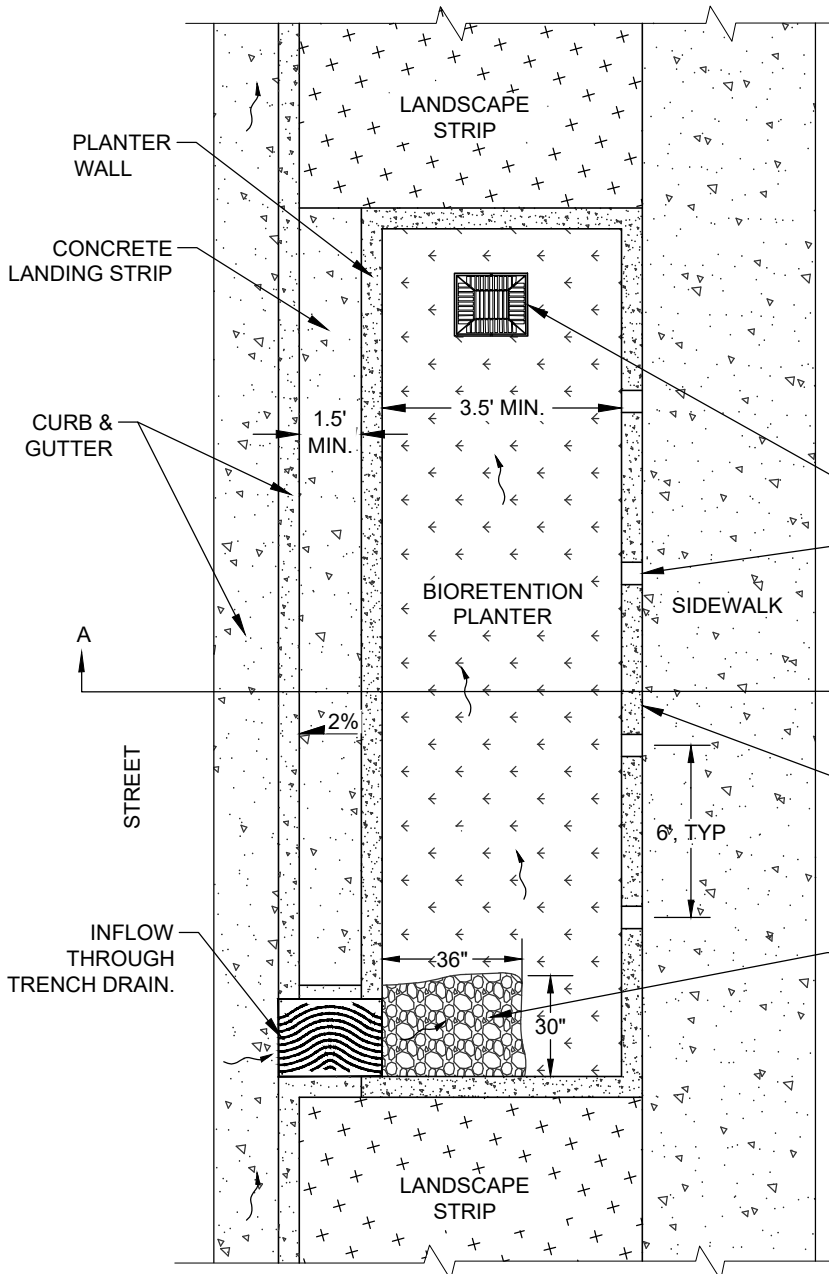 LANDSCAPE
STRIP
PLANTER
WALL
CONCRETE
LANDING STRIP
1.5'
MIN.
3.5' MIN.
CURB &
GUTTER
BIORETENTION
PLANTER
SIDEWALK
A
2%
STREET
6', TYP
INFLOW
THROUGH
TRENCH DRAIN.
36"
30"
LANDSCAPE
STRIP